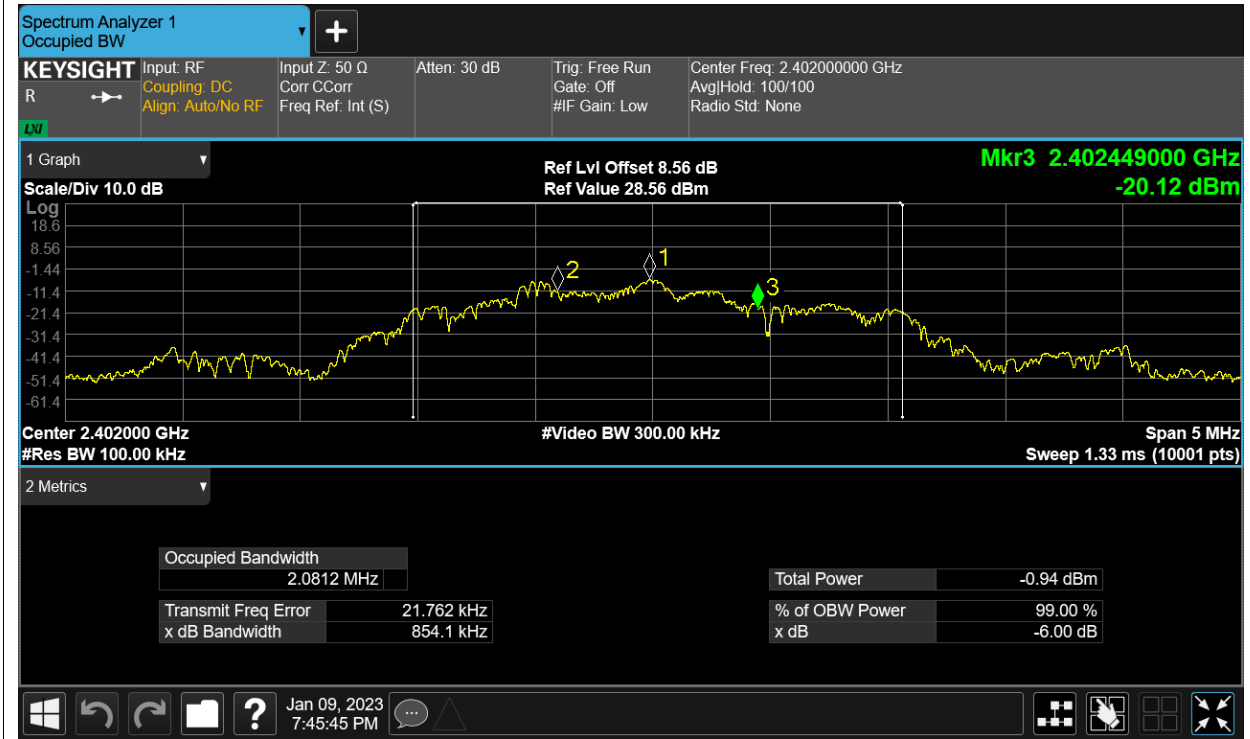 Spectrum Analyzer 1
Occupied BW
KEYSIGHT Input: RF Input Z: 50 Ω Atten: 30 dB Trig: Free Run Center Freq: 2.402000000 GHz
R Coupling: DC Corr CCorr Gate: Off Avg|Hold: 100/100
Align: Auto/No RF Freq Ref: Int (S) #IF Gain: Low Radio Std: None
LXI
1 Graph Ref Lvl Offset 8.56 dB Mkr3 2.402449000 GHz
Scale/Div 10.0 dB Ref Value 28.56 dBm -20.12 dBm
Log
18.6
8.56
-1.44
-11.4
-21.4
-31.4
-41.4
-51.4
-61.4
2
1
3
Center 2.402000 GHz #Video BW 300.00 kHz Span 5 MHz
#Res BW 100.00 kHz Sweep 1.33 ms (10001 pts)
2 Metrics
Occupied Bandwidth
2.0812 MHz Total Power -0.94 dBm
Transmit Freq Error 21.762 kHz % of OBW Power 99.00 %
x dB Bandwidth 854.1 kHz x dB -6.00 dB
? Jan 09, 2023
7:45:45 PM